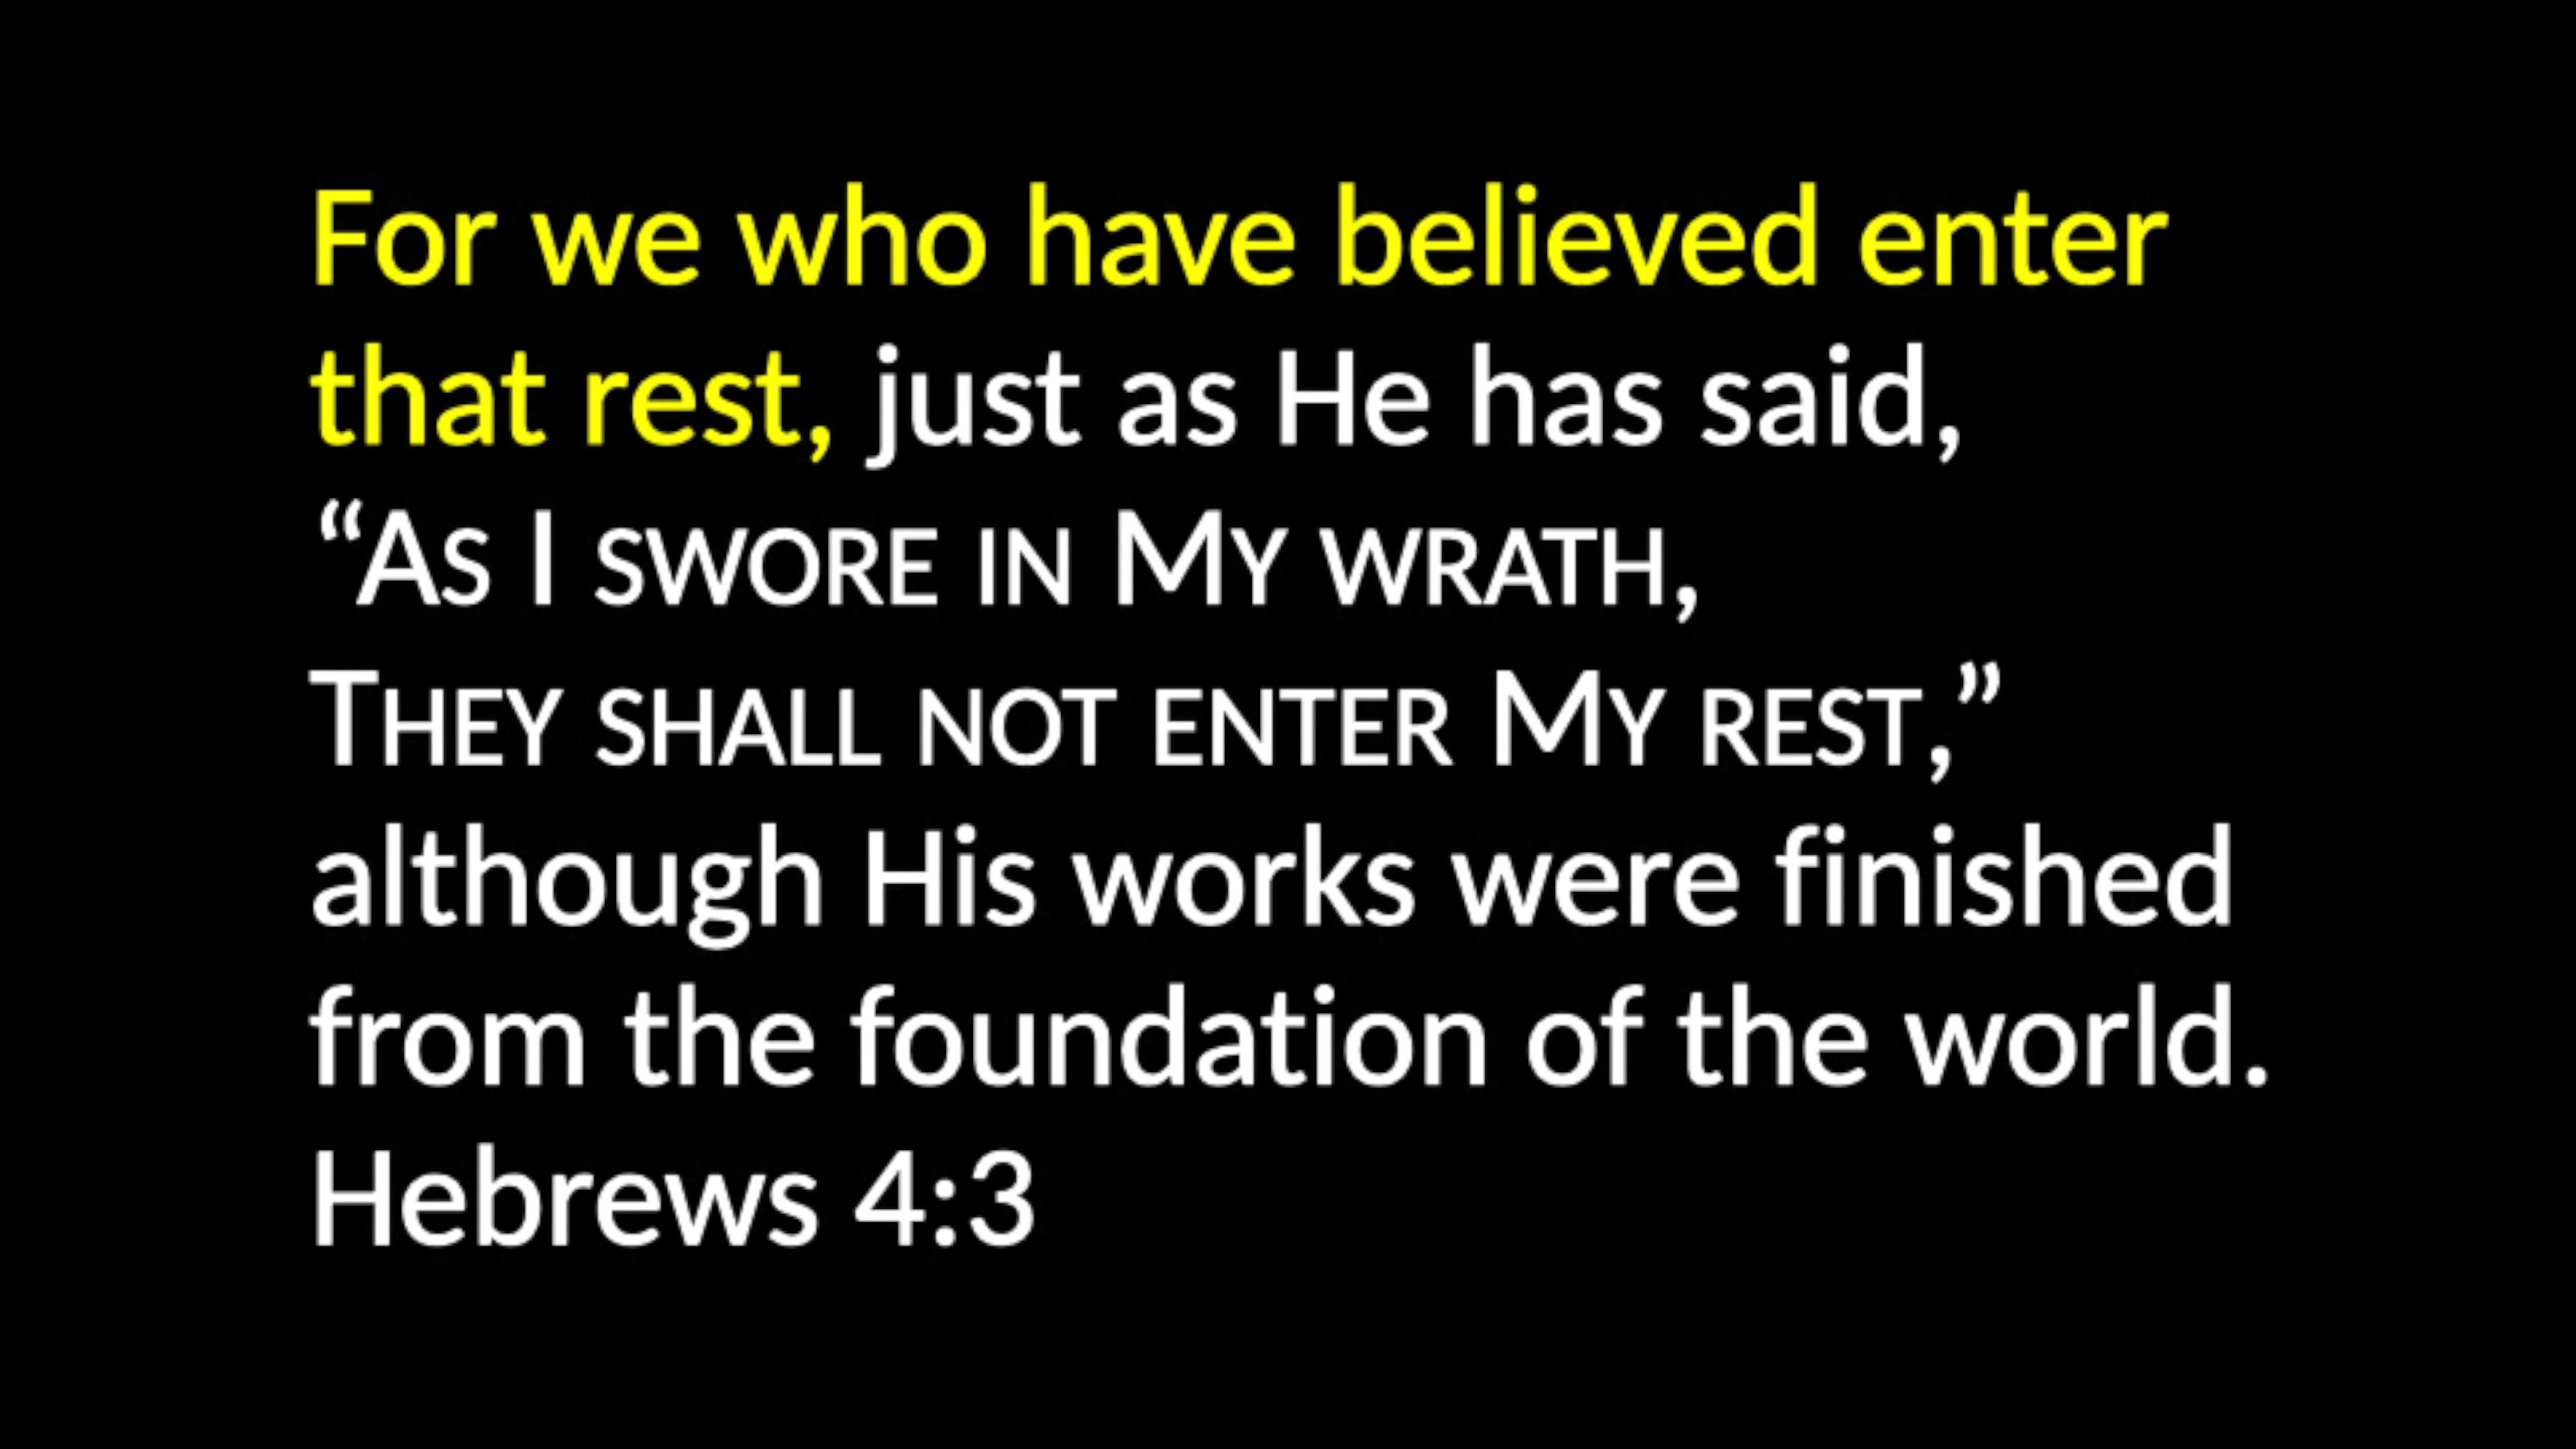 For we who have believed enter
that rest, just as He has said,
“As I swore in My wrath,
They shall not enter My rest,”
although His works were finished
from the foundation of the world.
Hebrews 4:3